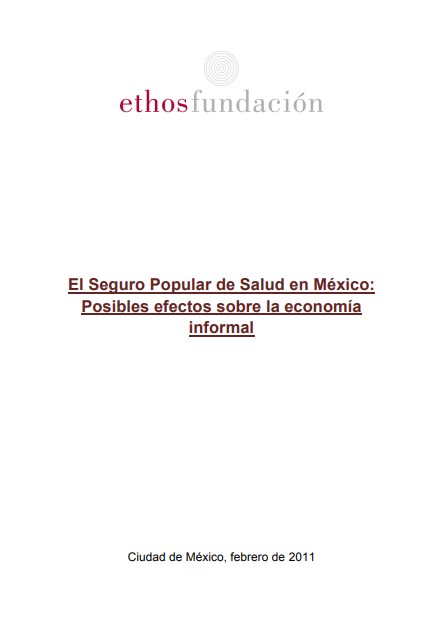 ethosfundación
El Seguro Popular de Salud en México:
Posibles efectos sobre la economía
informal
Ciudad de México, febrero de 2011